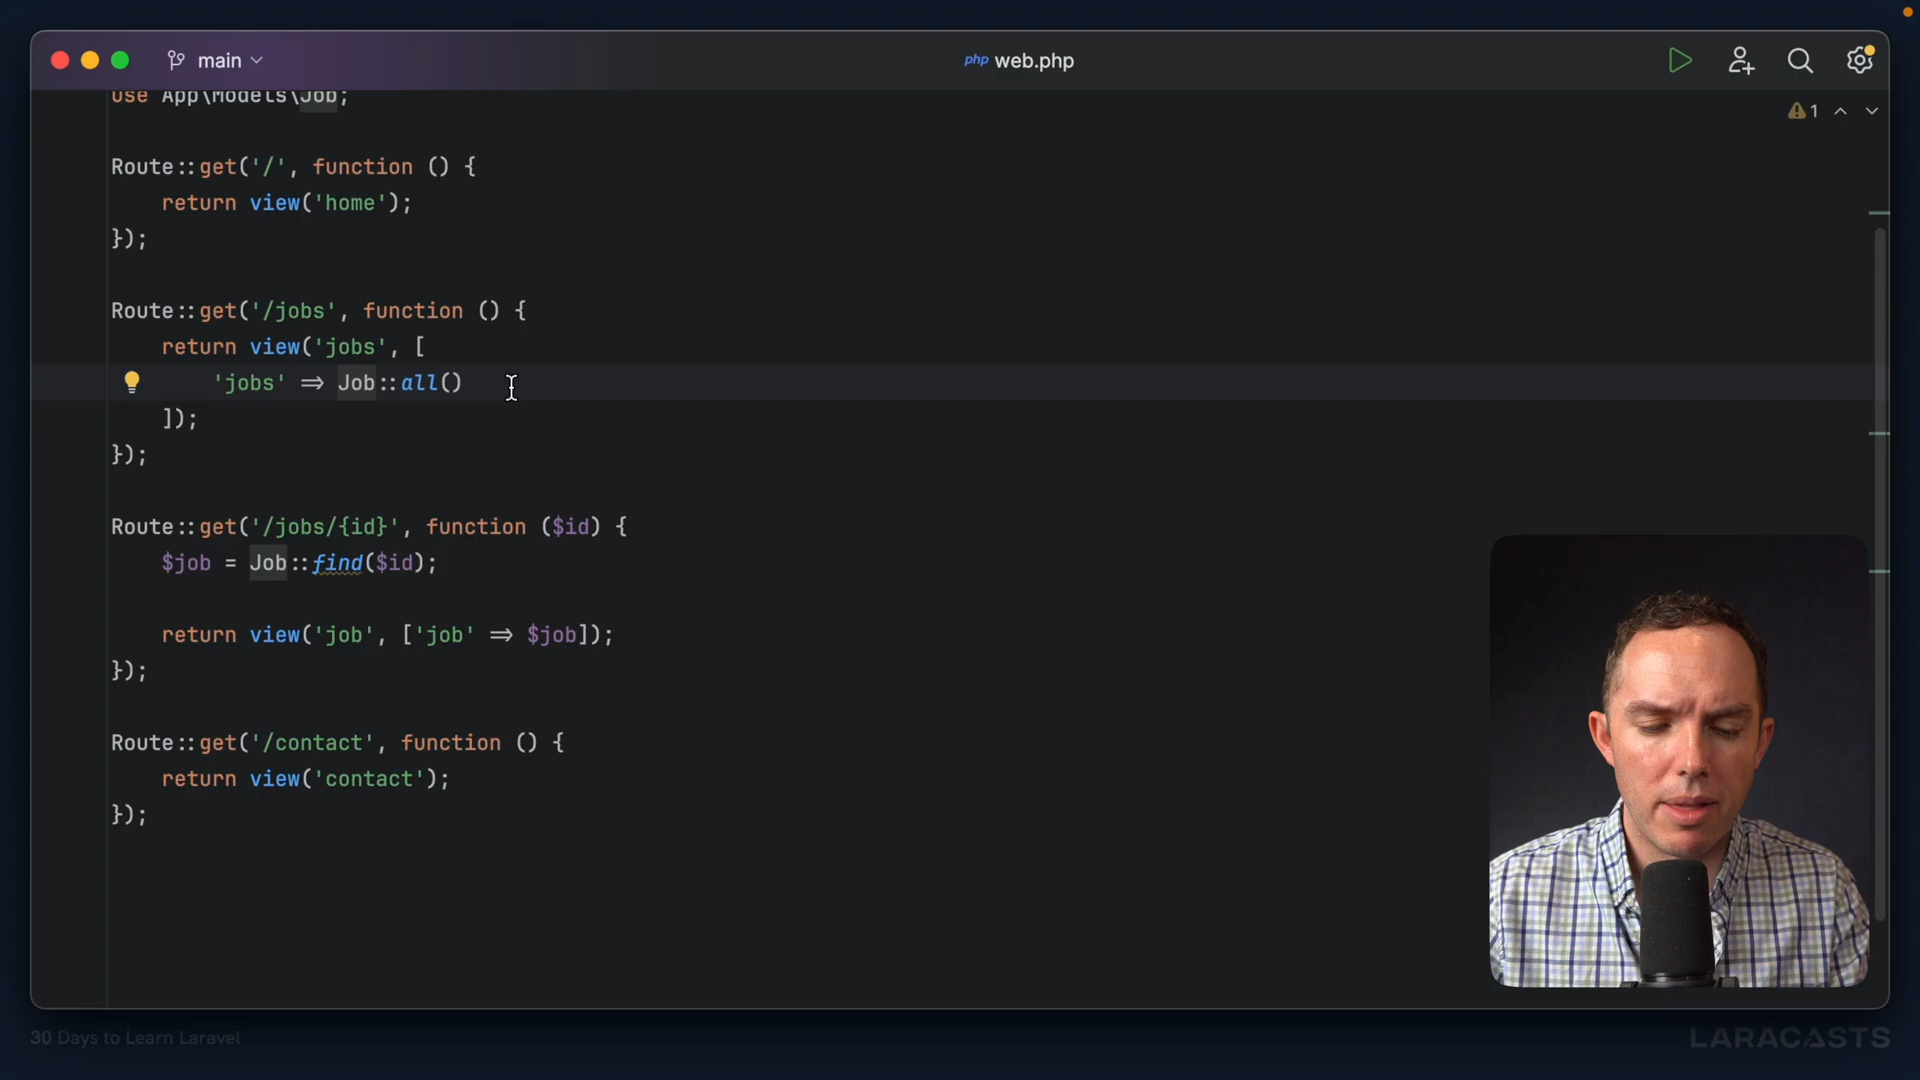 main
php web.php
use App\Models\Job;
1
Route::get('/', function () {
return view('home');
});
Route::get('/jobs', function () {
return view('jobs', [
'jobs' => Job::all()
]);
});
Route::get('/jobs/{id}', function ($id) {
$job = Job::find($id);
return view('job', ['job' => $job]);
});
Route::get('/contact', function () {
return view('contact');
});
30 Days to Learn Laravel
LARACASTS